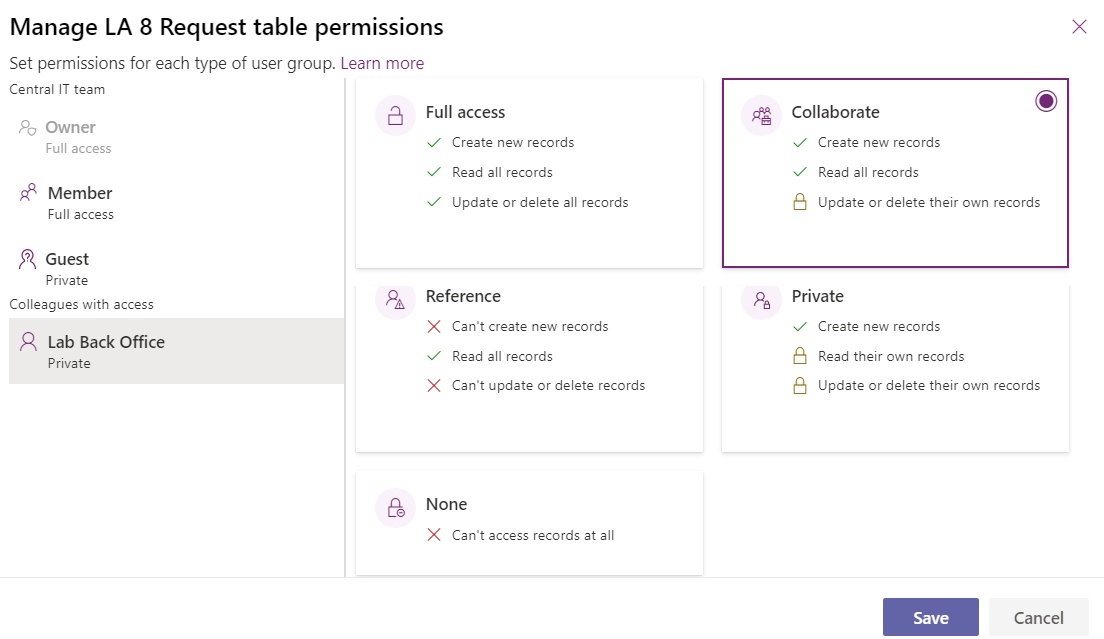 Manage LA 8 Request table permissions
Set permissions for each type of user group. Learn more
Central IT team
Owner
Full access
Member
Full access
Guest
Private
Colleagues with access
Lab Back Office
Private
Full access
Create new records
Read all records
Update or delete all records
Collaborate
Create new records
Read all records
Update or delete their own records
Reference
Can't create new records
Read all records
Can't update or delete records
Private
Create new records
Read their own records
Update or delete their own records
None
Can't access records at all
Save
Cancel